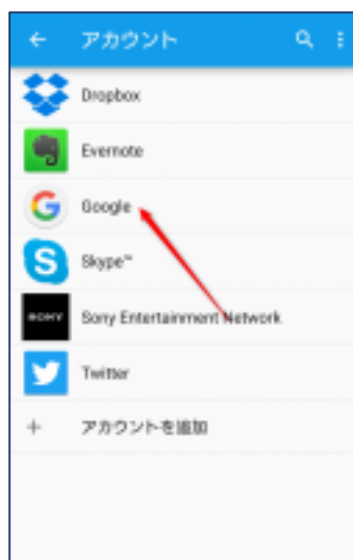 アカウント
Dropbox
Evernote
Google
Skype™
SONY
Sony Entertainment Network
Twitter
アカウントを追加